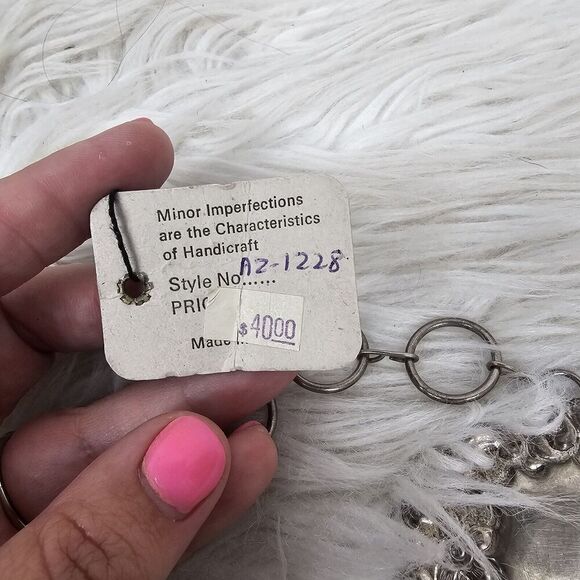 Minor Imperfections
are the Characteristics
of Handicraft
Style No...... AZ-1228
$4000